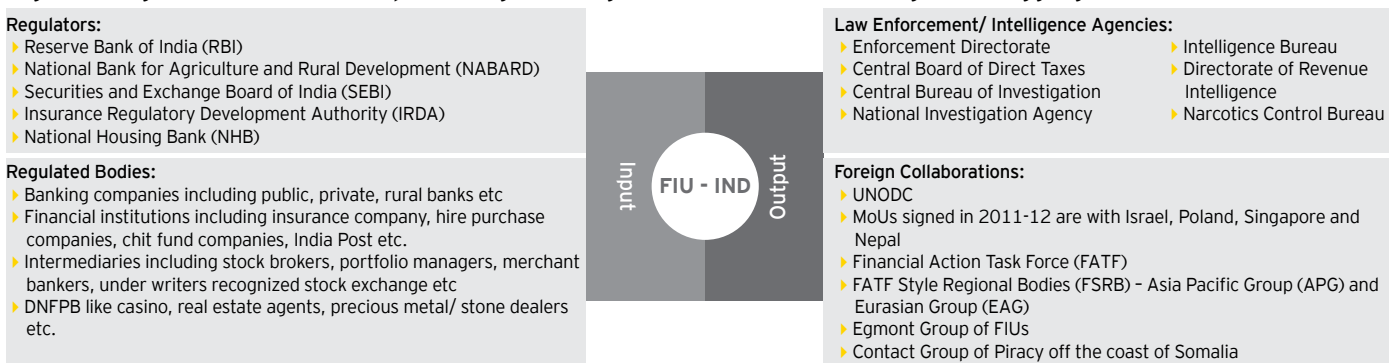 Regulators:
Reserve Bank of India (RBI)
National Bank for Agriculture and Rural Development (NABARD)
Securities and Exchange Board of India (SEBI)
Insurance Regulatory Development Authority (IRDA)
National Housing Bank (NHB)
Regulated Bodies:
Banking companies including public, private, rural banks etc
Financial institutions including insurance company, hire purchase
companies, chit fund companies, India Post etc.
Intermediaries including stock brokers, portfolio managers, merchant
bankers, under writers recognized stock exchange etc
DNFPB like casino, real estate agents, precious metal/ stone dealers
etc.
Input
FIU - IND
Output
Law Enforcement/ Intelligence Agencies:
Enforcement Directorate
Central Board of Direct Taxes
Central Bureau of Investigation
National Investigation Agency
Intelligence Bureau
Directorate of Revenue
Intelligence
Narcotics Control Bureau
Foreign Collaborations:
UNODC
MoUs signed in 2011-12 are with Israel, Poland, Singapore and
Nepal
Financial Action Task Force (FATF)
FATF Style Regional Bodies (FSRB) – Asia Pacific Group (APG) and
Eurasian Group (EAG)
Egmont Group of FIUs
Contact Group of Piracy off the coast of Somalia